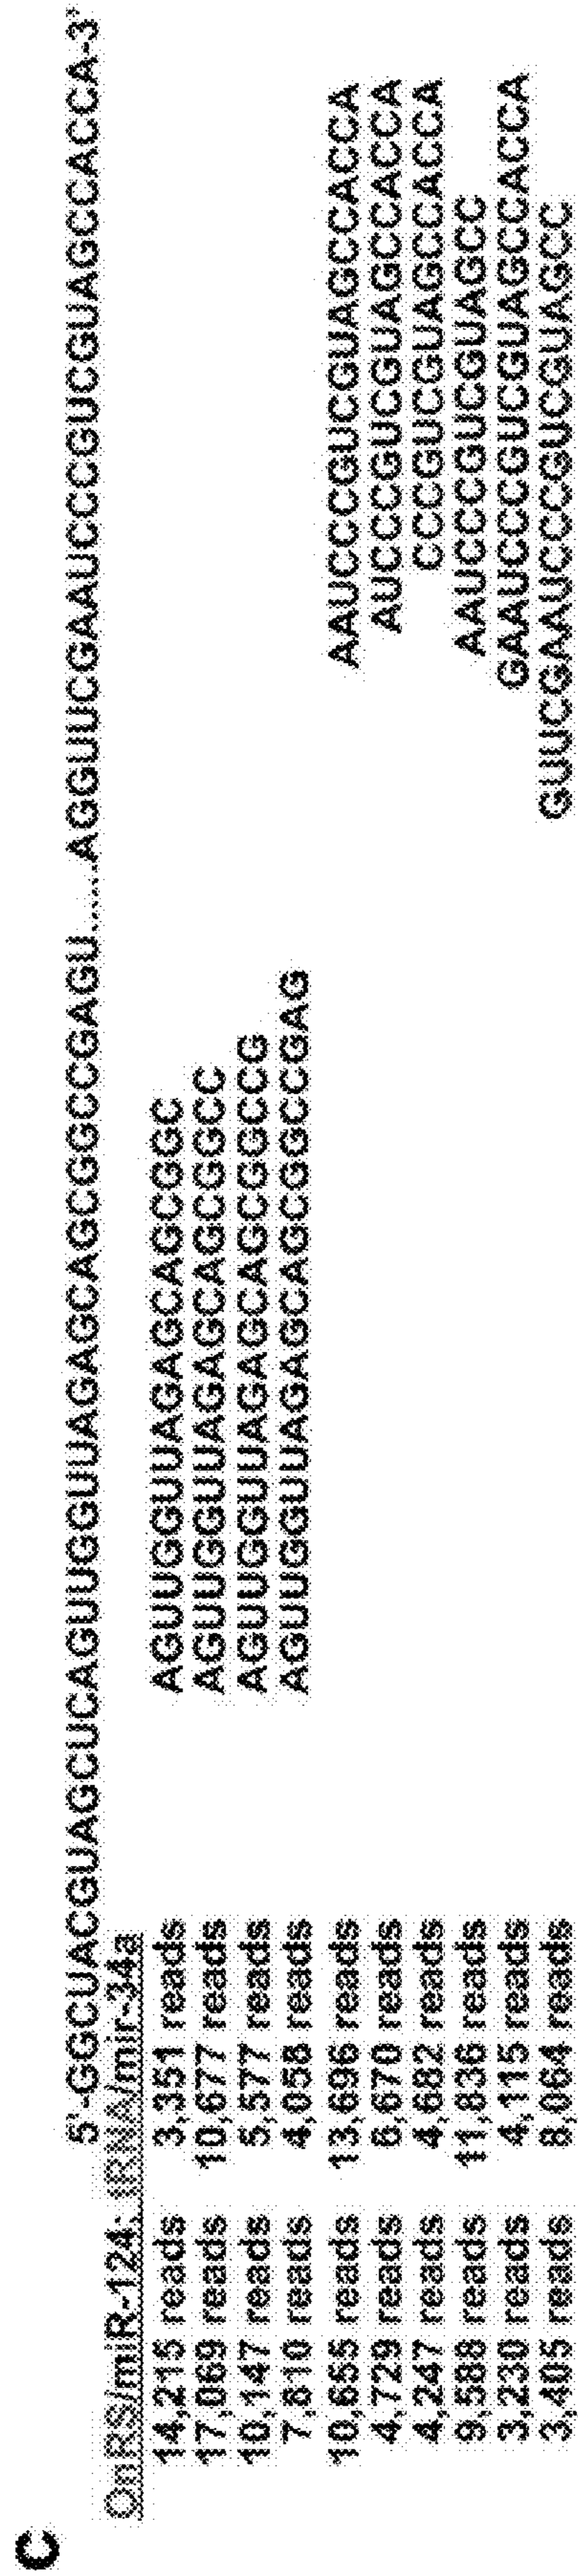 C
5'-GGCUACGUAGCUCAGUUGGUUAGAGCAGCGGCCGAGU.....AGGUUCGAAUCCCGUCGUAGCCACCA-3'
OnRS/miR-124: tRNA/mir-34a
14,215 reads 3,351 reads AGUUGGUUAGAGCAGCGGC
17,069 reads 10,677 reads AGUUGGUUAGAGCAGCGGCC
10,147 reads 5,577 reads AGUUGGUUAGAGCAGCGGCCG
7,810 reads 4,058 reads AGUUGGUUAGAGCAGCGGCCGAG
10,655 reads 13,696 reads AAUCCCGUCGUAGCCACCA
4,729 reads 6,670 reads AUCCCGUCGUAGCCACCA
4,247 reads 4,682 reads CCCGUCGUAGCCACCA
9,588 reads 11,836 reads AAUCCCGUCGUAGCC
3,230 reads 4,115 reads GAAUCCCGUCGUAGCCACCA
3,405 reads 8,064 reads GUUCGAAUCCCGUCGUAGCC